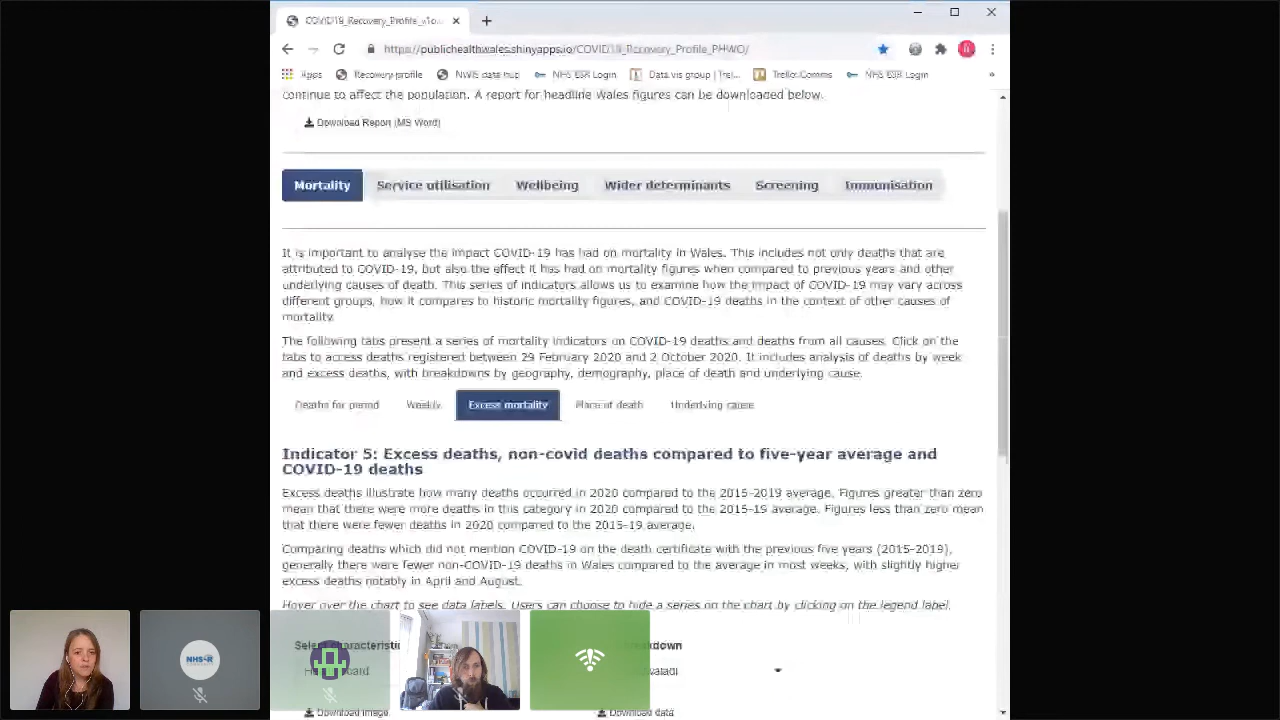 COVID19_Recovery_Profile_v1o...
https://publichealthwales.shinyapps.io/COVID19_Recovery_Profile_PHWO/
Apps Recovery profile NWIS data hub NHS ESR Login Data vis group | Trel... Trello Comms NHS ESR Login »
continue to affect the population. A report for headline Wales figures can be downloaded below.
Download Report (MS Word)
Mortality Service utilisation Wellbeing Wider determinants Screening Immunisation
It is important to analyse the impact COVID-19 has had on mortality in Wales. This includes not only deaths that are
attributed to COVID-19, but also the effect it has had on mortality figures when compared to previous years and other
underlying causes of death. This series of indicators allows us to examine how the impact of COVID-19 may vary across
different groups, how it compares to historic mortality figures, and COVID-19 deaths in the context of other causes of
mortality.
The following tabs present a series of mortality indicators on COVID-19 deaths and deaths from all causes. Click on the
tabs to access deaths registered between 29 February 2020 and 2 October 2020. It includes analysis of deaths by week
and excess deaths, with breakdowns by geography, demography, place of death and underlying cause.
Deaths for period Weekly Excess mortality Place of death Underlying cause
Indicator 5: Excess deaths, non-covid deaths compared to five-year average and
COVID-19 deaths
Excess deaths illustrate how many deaths occurred in 2020 compared to the 2015-2019 average. Figures greater than zero
mean that there were more deaths in this category in 2020 compared to the 2015-19 average. Figures less than zero mean
that there were fewer deaths in 2020 compared to the 2015-19 average.
Comparing deaths which did not mention COVID-19 on the death certificate with the previous five years (2015-2019),
generally there were fewer non-COVID-19 deaths in Wales compared to the average in most weeks, with slightly higher
excess deaths notably in April and August.
Hover over the chart to see data labels. Users can choose to hide a series on the chart by clicking on the legend label.
Select characteristic
NHS-R
Download image Download data